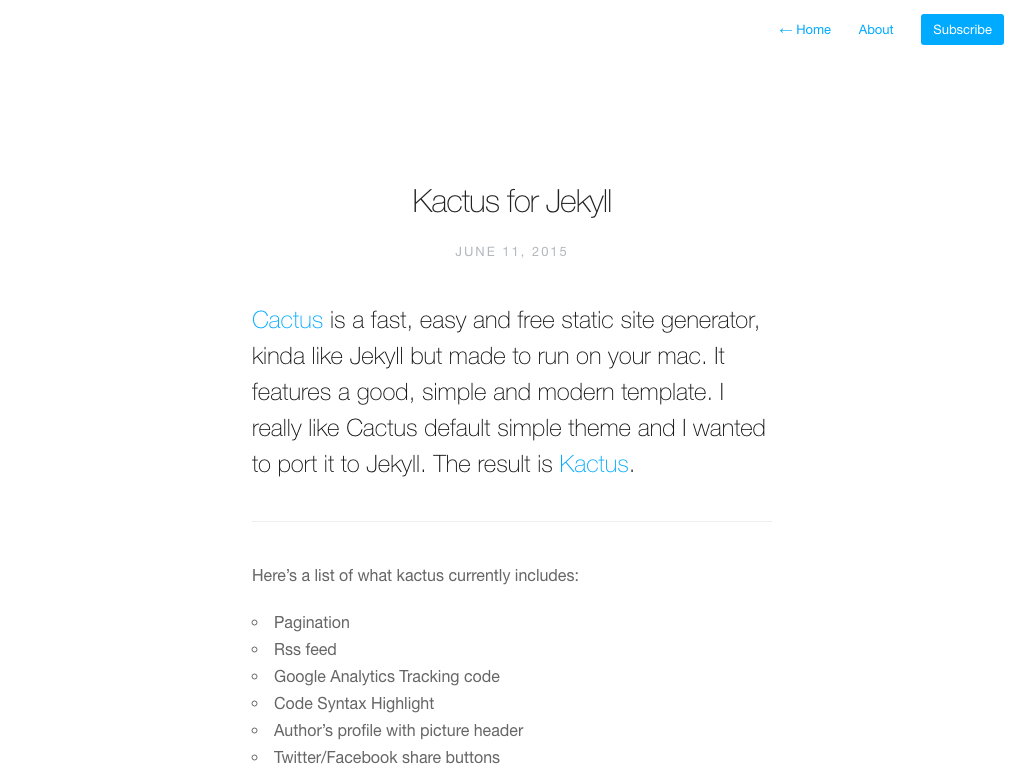 ← Home About Subscribe
Kactus for Jekyll
JUNE 11, 2015
Cactus is a fast, easy and free static site generator,
kinda like Jekyll but made to run on your mac. It
features a good, simple and modern template. I
really like Cactus default simple theme and I wanted
to port it to Jekyll. The result is Kactus.
Here’s a list of what kactus currently includes:
Pagination
Rss feed
Google Analytics Tracking code
Code Syntax Highlight
Author’s profile with picture header
Twitter/Facebook share buttons